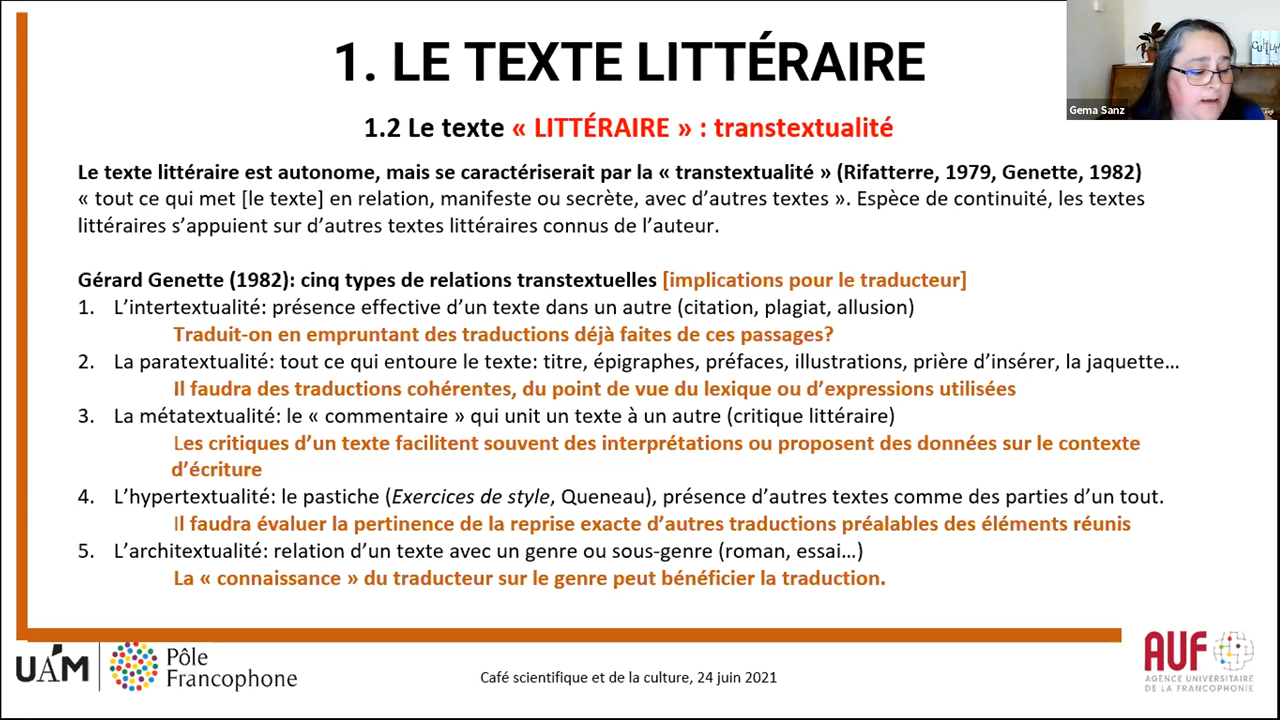 1. LE TEXTE LITTÉRAIRE
Gema Sanz
1.2 Le texte « LITTÉRAIRE » : transtextualité
Le texte littéraire est autonome, mais se caractériserait par la « transtextualité » (Rifatterre, 1979, Genette, 1982)
« tout ce qui met [le texte] en relation, manifeste ou secrète, avec d’autres textes ». Espèce de continuité, les textes
littéraires s’appuient sur d’autres textes littéraires connus de l’auteur.
Gérard Genette (1982): cinq types de relations transtextuelles [implications pour le traducteur]
1. L’intertextualité: présence effective d’un texte dans un autre (citation, plagiat, allusion)
Traduit-on en empruntant des traductions déjà faites de ces passages?
2. La paratextualité: tout ce qui entoure le texte: titre, épigraphes, préfaces, illustrations, prière d’insérer, la jaquette…
Il faudra des traductions cohérentes, du point de vue du lexique ou d’expressions utilisées
3. La métatextualité: le « commentaire » qui unit un texte à un autre (critique littéraire)
Les critiques d’un texte facilitent souvent des interprétations ou proposent des données sur le contexte
d’écriture
4. L’hypertextualité: le pastiche (Exercices de style, Queneau), présence d’autres textes comme des parties d’un tout.
Il faudra évaluer la pertinence de la reprise exacte d’autres traductions préalables des éléments réunis
5. L’architextualité: relation d’un texte avec un genre ou sous-genre (roman, essai…)
La « connaissance » du traducteur sur le genre peut bénéficier la traduction.
UAM
Pôle
Francophone
Café scientifique et de la culture, 24 juin 2021
AUF
AGENCE UNIVERSITAIRE
DE LA FRANCOPHONIE